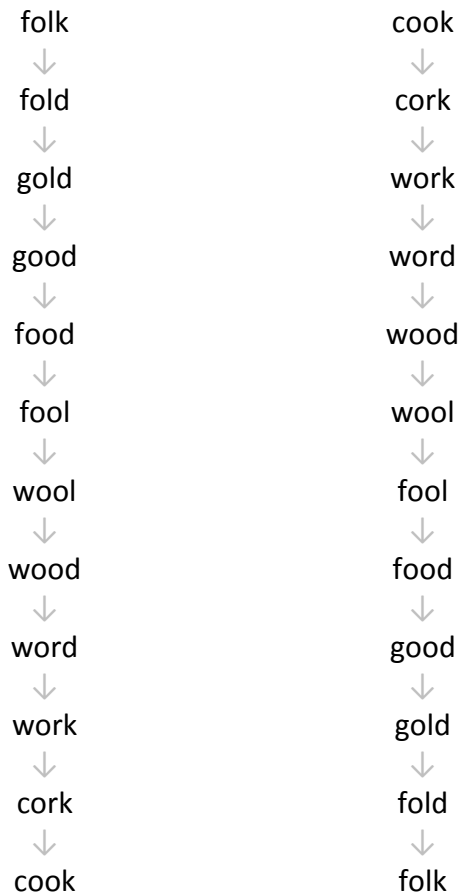 folk cook
↓ ↓
fold cork
↓ ↓
gold work
↓ ↓
good word
↓ ↓
food wood
↓ ↓
fool wool
↓ ↓
wool fool
↓ ↓
wood food
↓ ↓
word good
↓ ↓
work gold
↓ ↓
cork fold
↓ ↓
cook folk